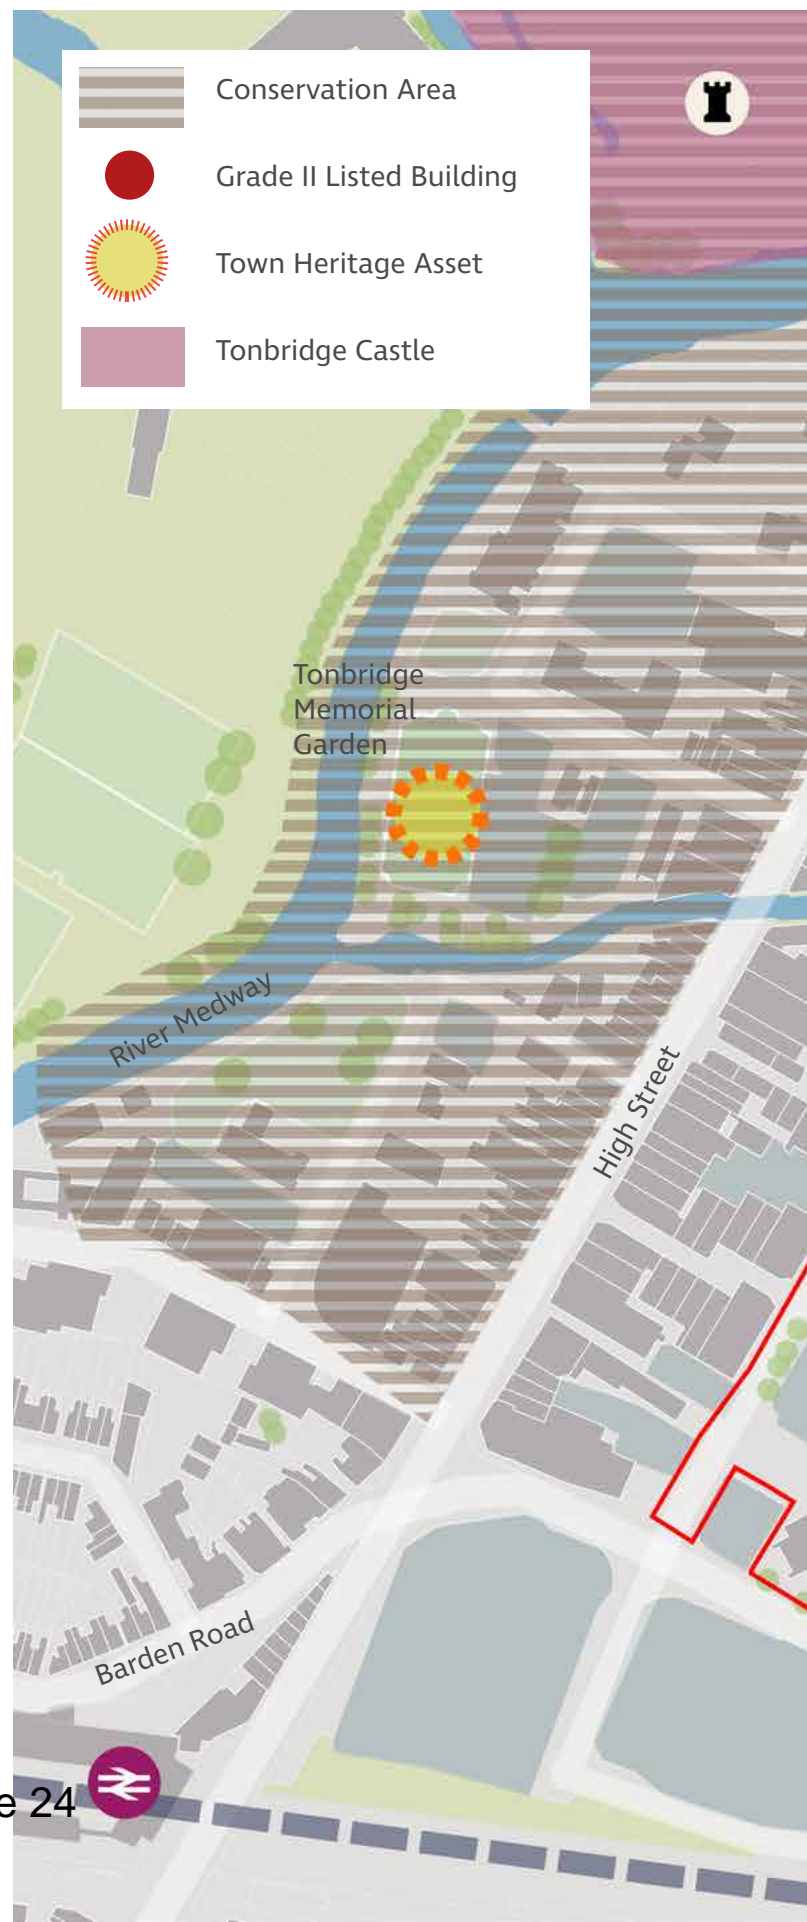 Conservation Area
Grade II Listed Building
Town Heritage Asset
Tonbridge Castle
Tonbridge
Memorial
Garden
River Medway
High Street
Barden Road
e 24